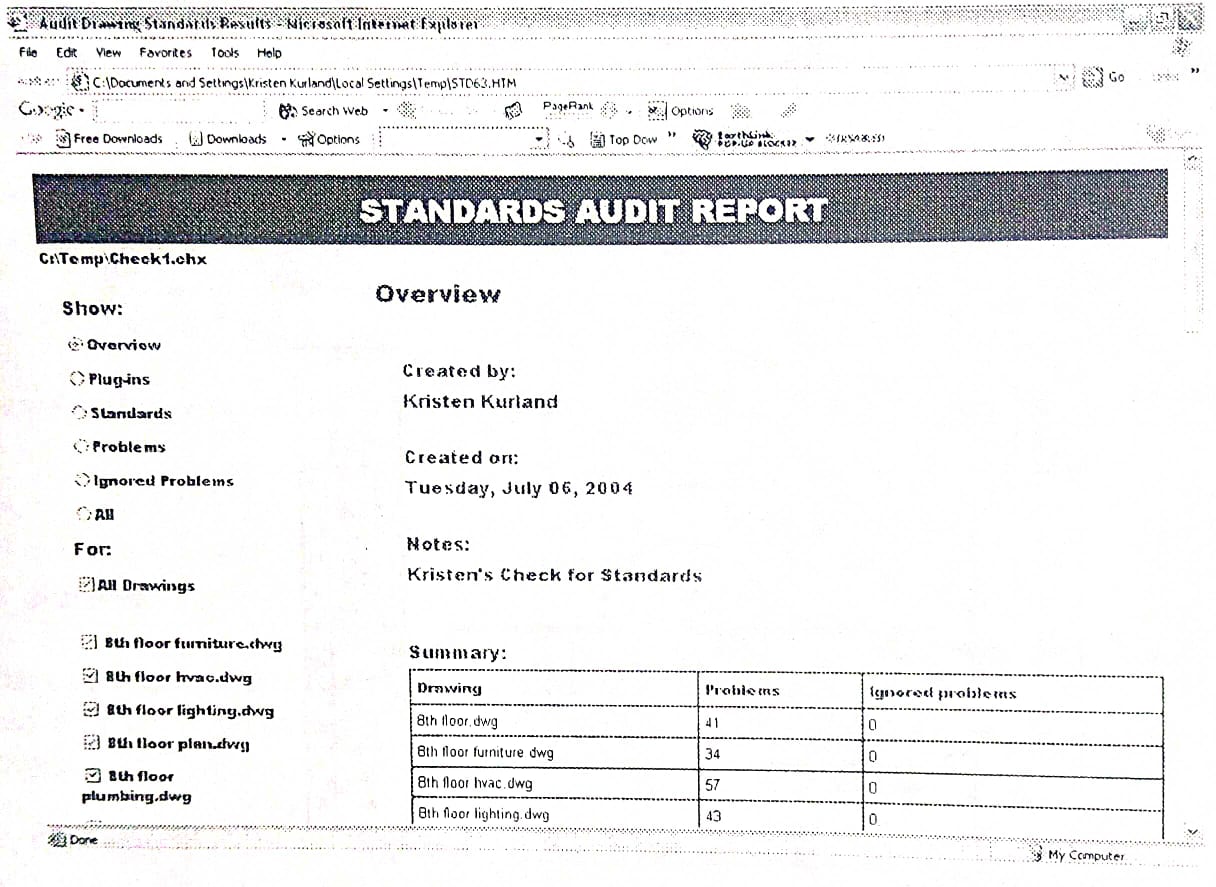 Audit Drawing Standards Results - Microsoft Internet Explorer
File Edit View Favorites Tools Help
C:\Documents and Settings\Kristen Kurland\Local Settings\Temp\STD63.HTM
Go
Google Search Web PageRank Options
Free Downloads Downloads Options Top Dow EarthLink POP-UP BLOCKER
STANDARDS AUDIT REPORT
C:\Temp\Check1.chx
Show:
Overview
Plug-ins
Standards
Problems
Ignored Problems
All
For:
All Drawings
8th floor furniture.dwg
8th floor hvac.dwg
8th floor lighting.dwg
8th floor plan.dwg
8th floor
plumbing.dwg
Overview
Created by:
Kristen Kurland
Created on:
Tuesday, July 06, 2004
Notes:
Kristen's Check for Standards
Summary:
Drawing Problems Ignored problems
8th floor.dwg 41 0
8th floor furniture.dwg 34 0
8th floor hvac.dwg 57 0
8th floor lighting.dwg 43 0
Done
My Computer